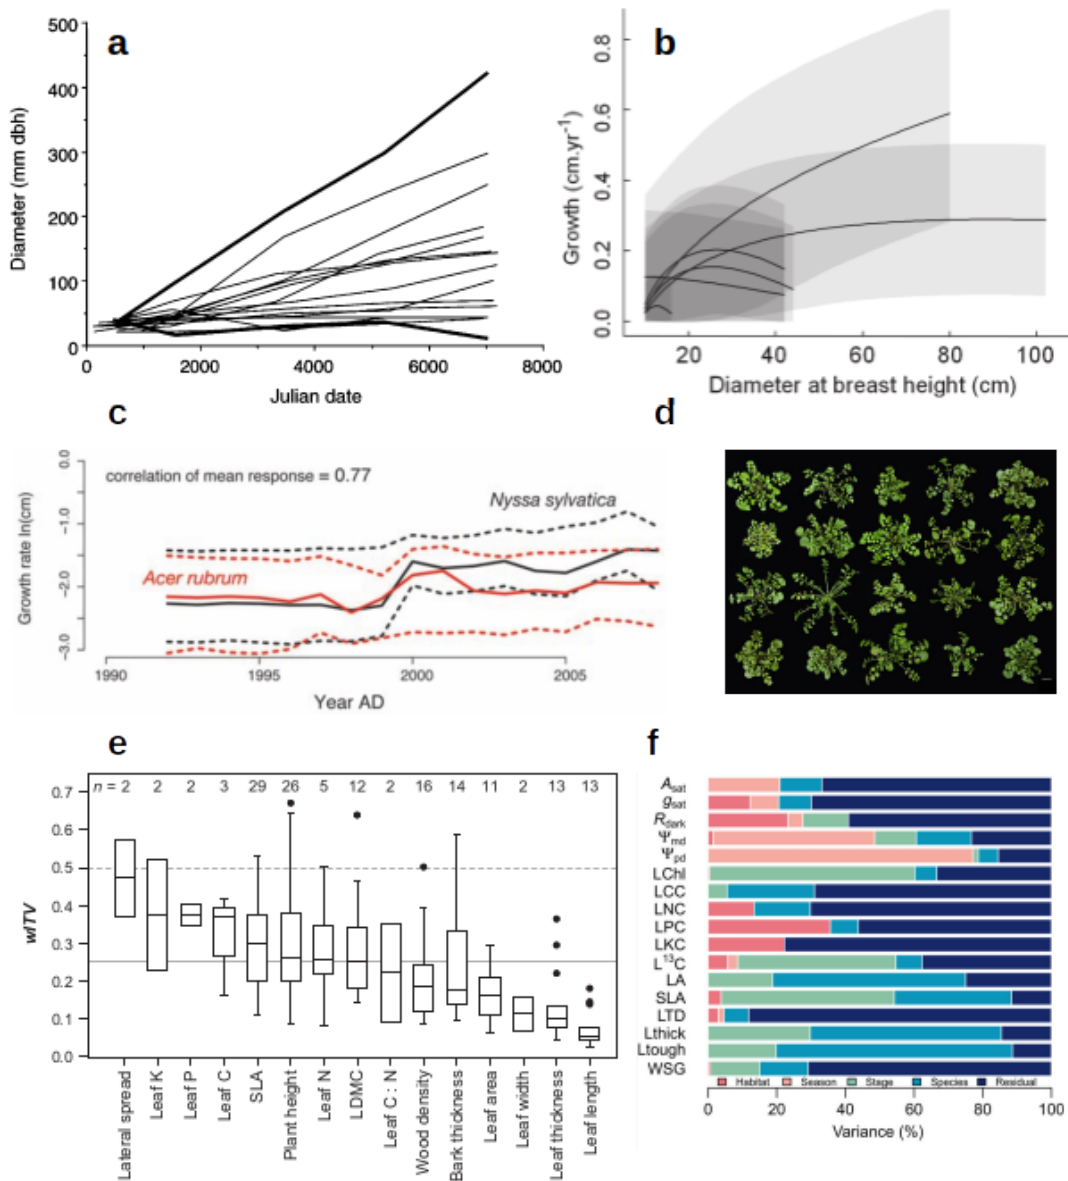 a
500
400
300
200
100
0
Diameter (mm dbh)
0 2000 4000 6000 8000
Julian date
b
0.8
0.6
0.4
0.2
0.0
Growth (cm.yr⁻¹)
20 40 60 80 100
Diameter at breast height (cm)
c
0.0
−1.0
−2.0
−3.0
Growth rate ln(cm)
correlation of mean response = 0.77
Nyssa sylvatica
Acer rubrum
1990 1995 2000 2005
Year AD
d
e
n = 2 2 2 3 29 26 5 12 2 16 14 11 2 13 13
0.7
0.6
0.5
0.4
0.3
0.2
0.1
0.0
wITV
Lateral spread
Leaf K
Leaf P
Leaf C
SLA
Plant height
Leaf N
LDMC
Leaf C : N
Wood density
Bark thickness
Leaf area
Leaf width
Leaf thickness
Leaf length
f
Asat
gsat
Rdark
Ψmd
Ψpd
LChl
LCC
LNC
LPC
LKC
L¹³C
LA
SLA
LTD
Lthick
Ltough
WSG
Habitat Season Stage Species Residual
0 20 40 60 80 100
Variance (%)